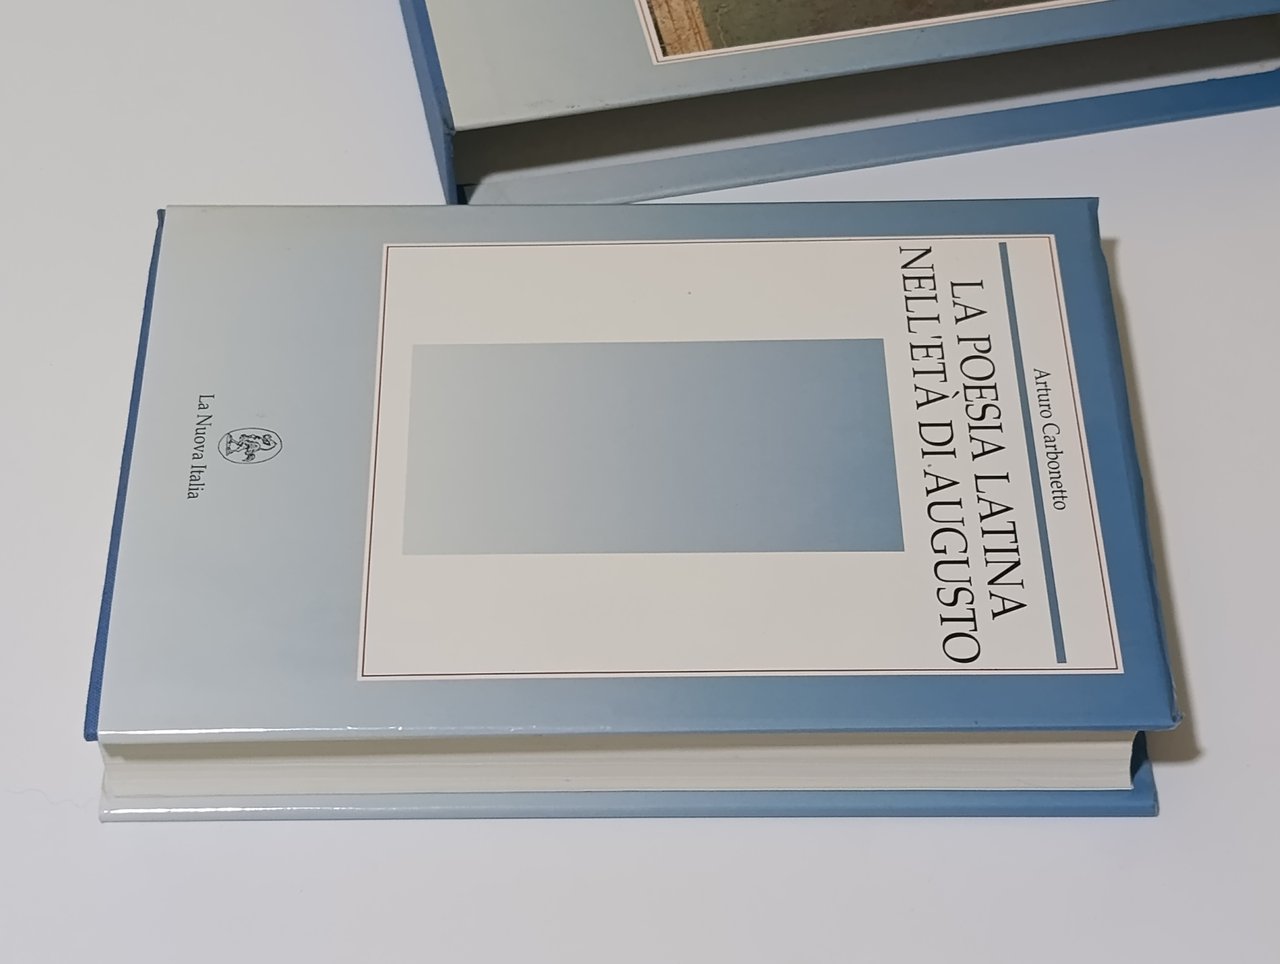 Arturo Carbonetto
LA POESIA LATINA
NELL'ETÀ DI AUGUSTO
La Nuova Italia